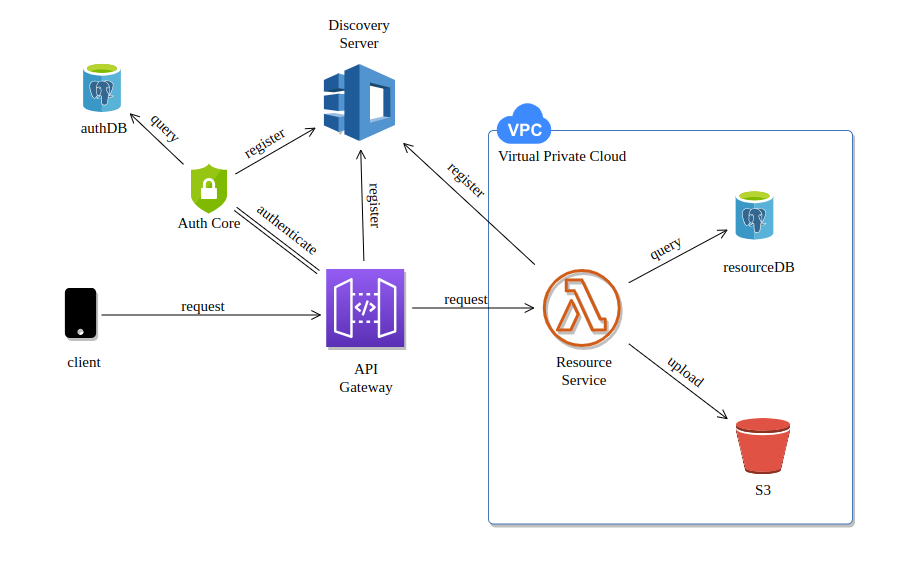 Discovery
Server
authDB
query
register
VPC
Virtual Private Cloud
register
register
Auth Core
authenticate
query
resourceDB
client
request
API
Gateway
request
Resource
Service
upload
S3